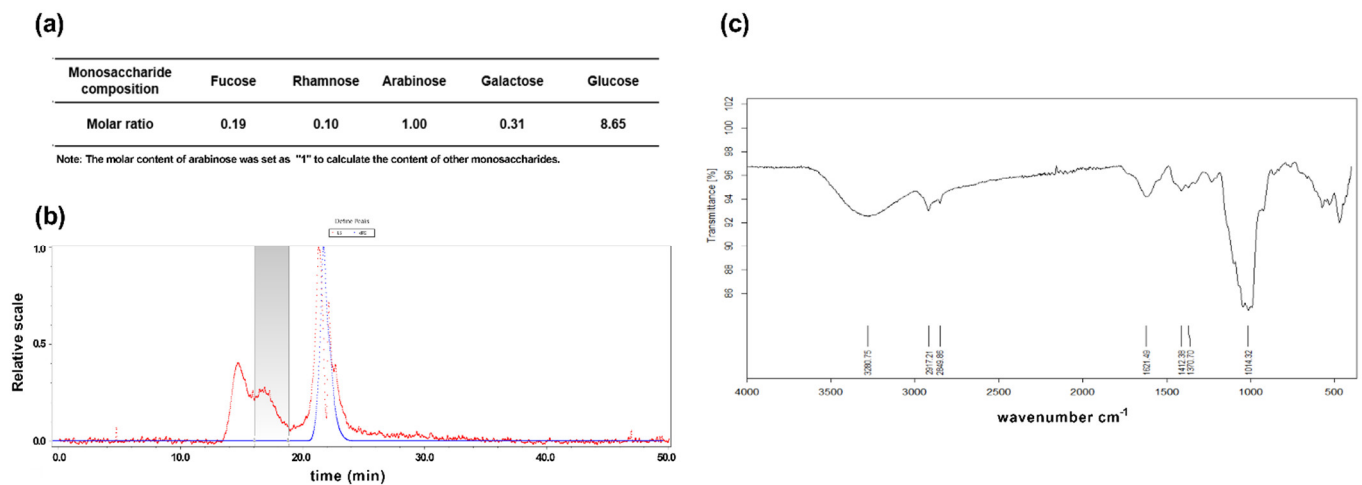 (a)
Monosaccharide composition Fucose Rhamnose Arabinose Galactose Glucose
Molar ratio 0.19 0.10 1.00 0.31 8.65
Note: The molar content of arabinose was set as "1" to calculate the content of other monosaccharides.
(b)
Define Peaks
Relative scale
1.0
0.5
0.0
0.0 10.0 20.0 30.0 40.0 50.0
time (min)
(c)
Transmittance [%]
102
100
98
96
94
92
90
88
86
3280.75
2917.21
2849.86
1621.49
1412.38
1370.70
1014.32
4000 3500 3000 2500 2000 1500 1000 500
wavenumber cm-1